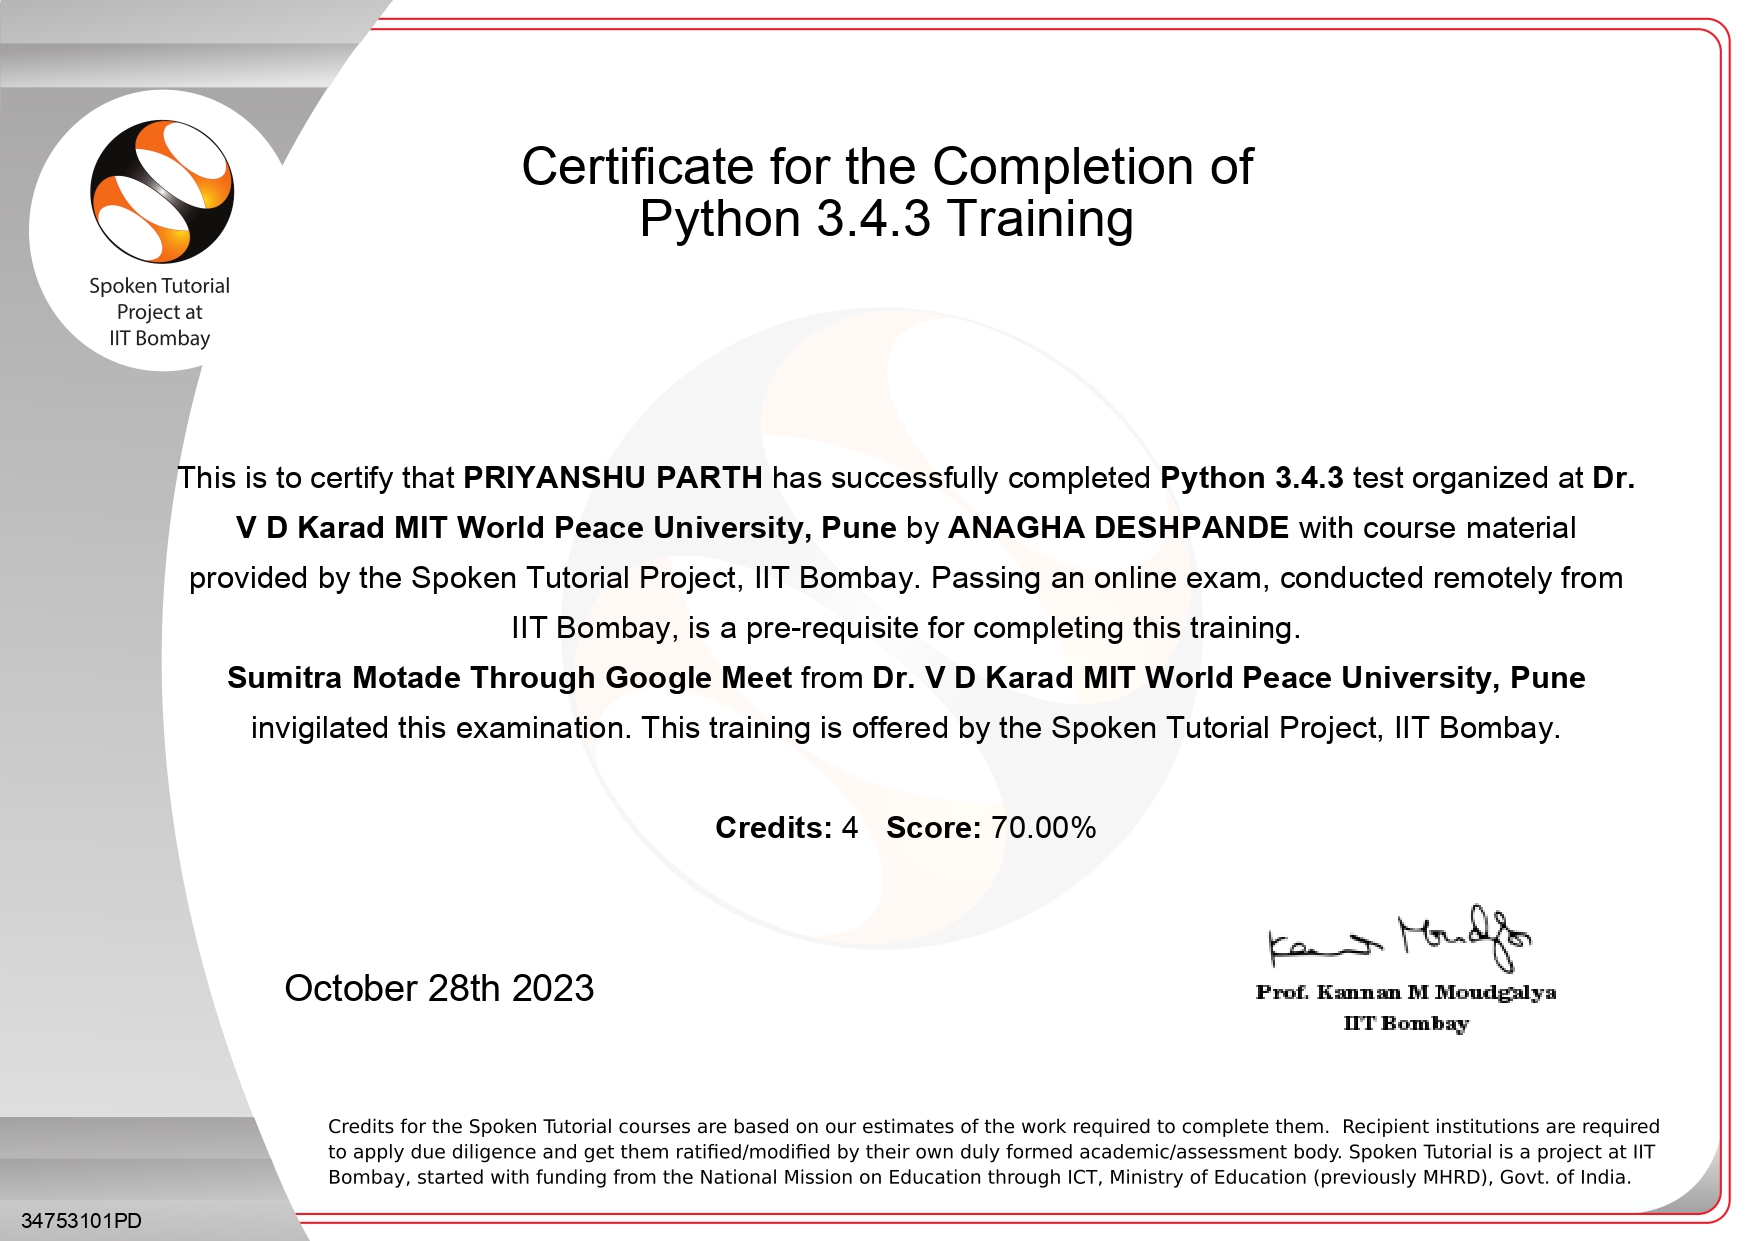 Certificate for the Completion of
Python 3.4.3 Training
Spoken Tutorial
Project at
IIT Bombay
This is to certify that PRIYANSHU PARTH has successfully completed Python 3.4.3 test organized at Dr.
V D Karad MIT World Peace University, Pune by ANAGHA DESHPANDE with course material
provided by the Spoken Tutorial Project, IIT Bombay. Passing an online exam, conducted remotely from
IIT Bombay, is a pre-requisite for completing this training.
Sumitra Motade Through Google Meet from Dr. V D Karad MIT World Peace University, Pune
invigilated this examination. This training is offered by the Spoken Tutorial Project, IIT Bombay.
Credits: 4 Score: 70.00%
Kannan Moudgalya
October 28th 2023
Prof. Kannan M Moudgalya
IIT Bombay
Credits for the Spoken Tutorial courses are based on our estimates of the work required to complete them. Recipient institutions are required
to apply due diligence and get them ratified/modified by their own duly formed academic/assessment body. Spoken Tutorial is a project at IIT
Bombay, started with funding from the National Mission on Education through ICT, Ministry of Education (previously MHRD), Govt. of India.
34753101PD